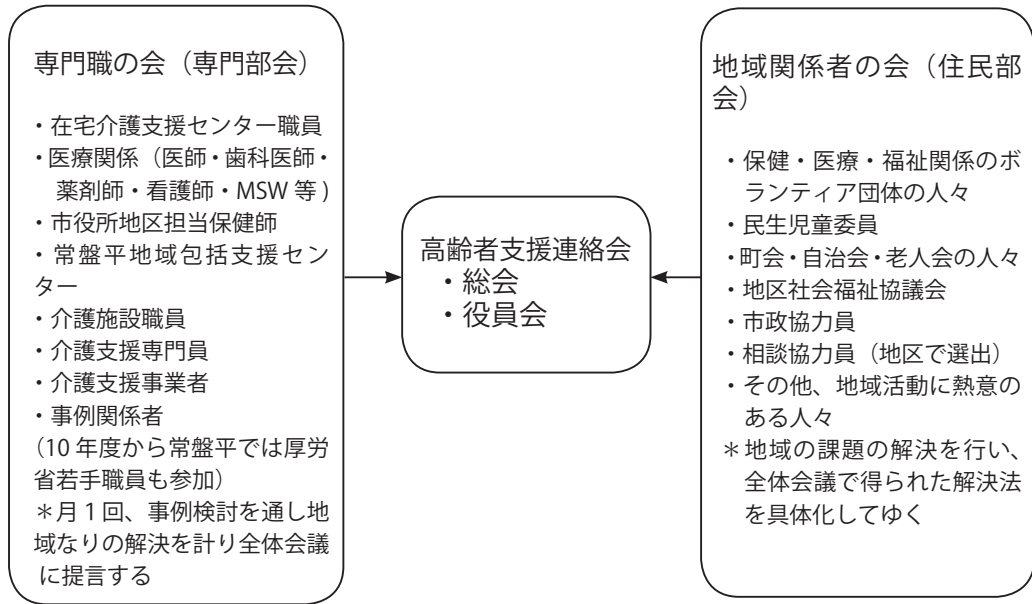 専門職の会（専門部会）
・在宅介護支援センター職員
・医療関係（医師・歯科医師・
薬剤師・看護師・MSW 等 )
・市役所地区担当保健師
・常盤平地域包括支援セン
ター
・介護施設職員
・介護支援専門員
・介護支援事業者
・事例関係者
(10 年度から常盤平では厚労
省若手職員も参加）
＊月 1 回、事例検討を通し地
域なりの解決を計り全体会議
に提言する
高齢者支援連絡会
・総会
・役員会
地域関係者の会（住民部
会）
・保健・医療・福祉関係のボ
ランティア団体の人々
・民生児童委員
・町会・自治会・老人会の人々
・地区社会福祉協議会
・市政協力員
・相談協力員（地区で選出）
・その他、地域活動に熱意の
ある人々
＊地域の課題の解決を行い、
全体会議で得られた解決法
を具体化してゆく